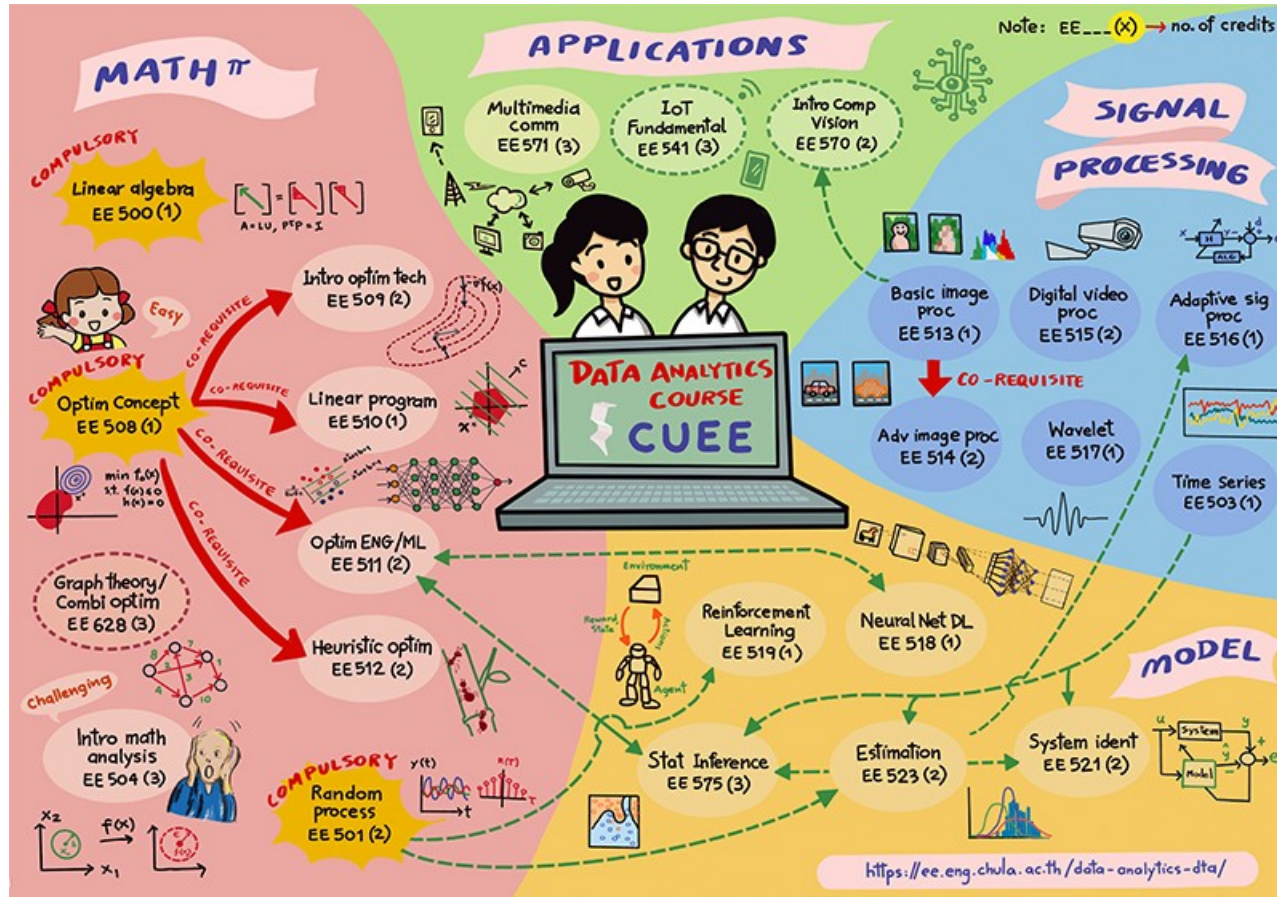 MATH π
APPLICATIONS
Note: EE___(x) → no. of credits
SIGNAL
PROCESSING
COMPULSORY
Linear algebra
EE 500 (1)
A = LU, PᵀP = I
Multimedia
comm
EE 571 (3)
IoT
Fundamental
EE 541 (3)
Intro Comp
Vision
EE 570 (2)
Easy
CO-REQUISITE
Intro optim tech
EE 509 (2)
COMPULSORY
Optim Concept
EE 508 (1)
CO-REQUISITE
Linear program
EE 510 (1)
x*
-c
min f₀(x)
s.t. f(x) ≤ 0
h(x) = 0
CO-REQUISITE
Optim ENG/ML
EE 511 (2)
CO-REQUISITE
Heuristic optim
EE 512 (2)
Graph theory/
Combi optim
EE 628 (3)
Challenging
Intro math
analysis
EE 504 (3)
x₂
f(x)
x₁
COMPULSORY
Random
process
EE 501 (2)
y(t)
t
R(τ)
τ
DATA ANALYTICS
COURSE
CUEE
Basic image
proc
EE 513 (1)
Digital video
proc
EE 515 (2)
x
H
y
d
e
ALG
Adaptive sig
proc
EE 516 (1)
CO-REQUISITE
Adv image proc
EE 514 (2)
Wavelet
EE 517 (1)
Time Series
EE 503 (1)
Environment
Reward
State
Action
Agent
Reinforcement
Learning
EE 519 (1)
Neural Net DL
EE 518 (1)
MODEL
Stat Inference
EE 575 (3)
Estimation
EE 523 (2)
System ident
EE 521 (2)
u
System
y
Model
ŷ
+
-
e
https://ee.eng.chula.ac.th/data-analytics-dta/